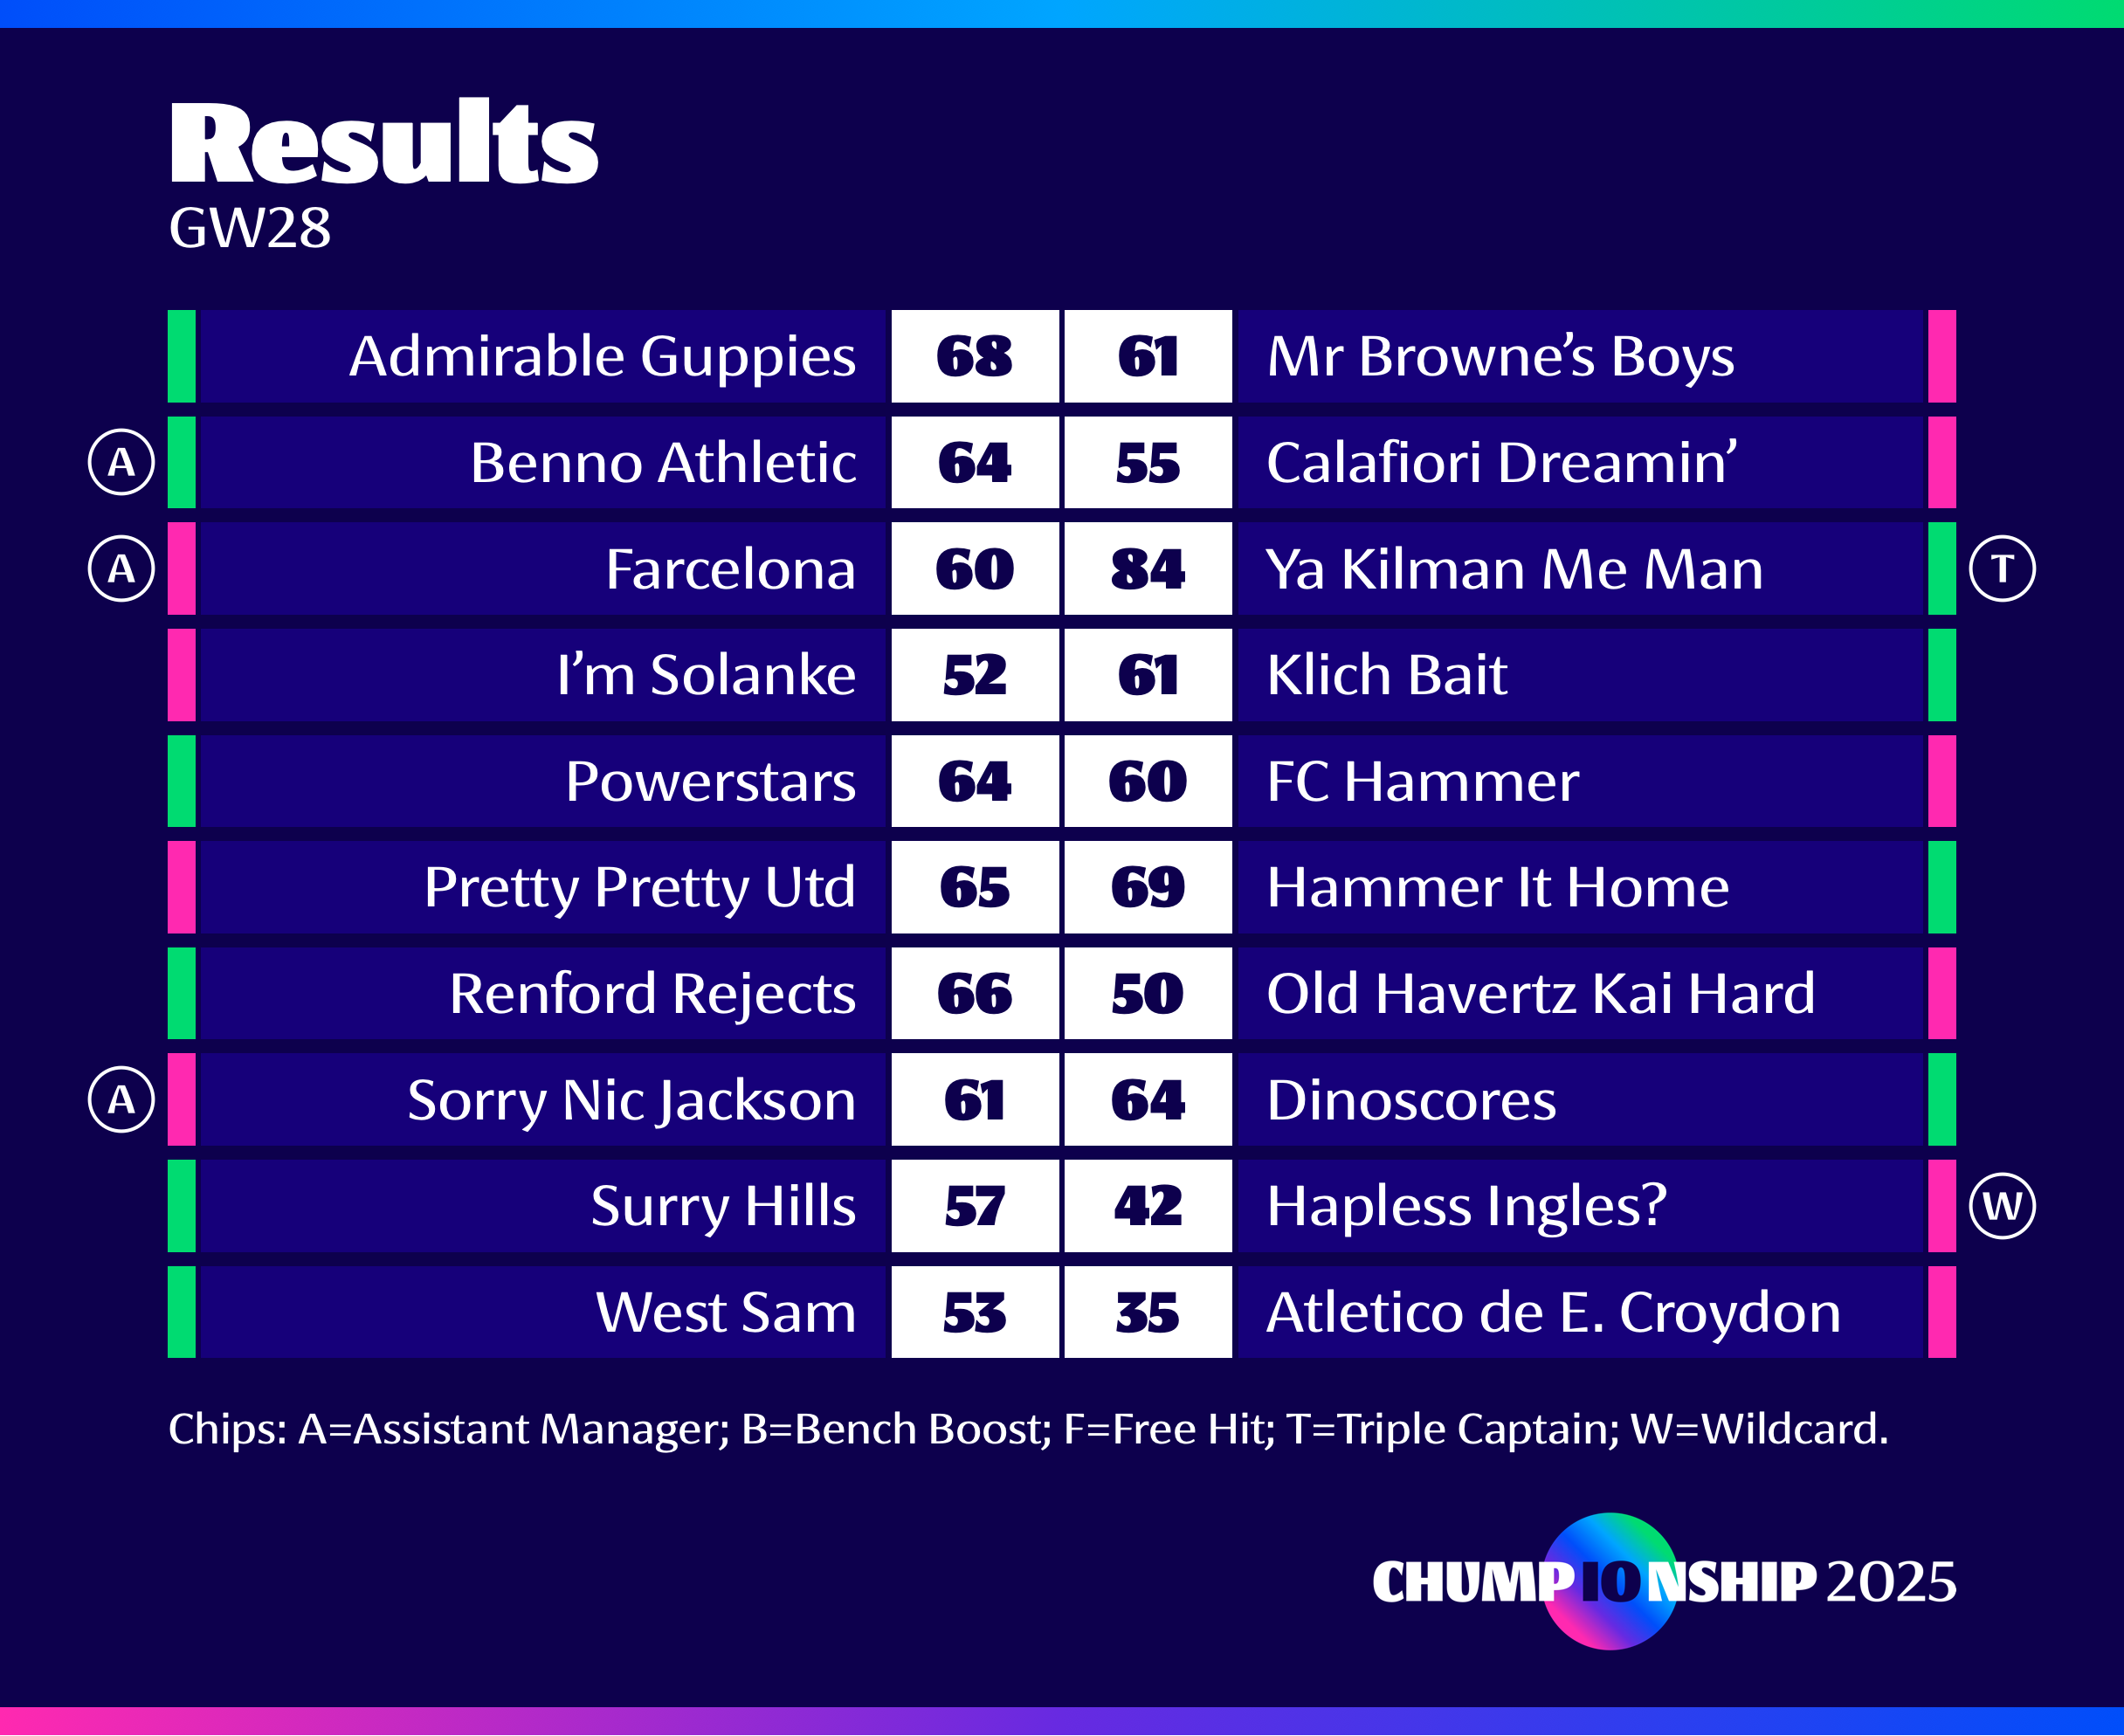 Results
GW28
Admirable Guppies 68 61 Mr Browne’s Boys
A Benno Athletic 64 55 Calafiori Dreamin’
A Farcelona 60 84 Ya Kilman Me Man T
I’m Solanke 52 61 Klich Bait
Powerstars 64 60 FC Hammer
Pretty Pretty Utd 65 69 Hammer It Home
Renford Rejects 66 50 Old Havertz Kai Hard
A Sorry Nic Jackson 61 64 Dinoscores
Surry Hills 57 42 Hapless Ingles? W
West Sam 53 35 Atletico de E. Croydon
Chips: A=Assistant Manager; B=Bench Boost; F=Free Hit; T=Triple Captain; W=Wildcard.
CHUMPIONSHIP 2025